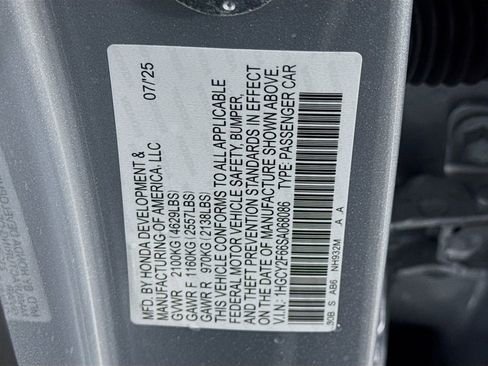 MFD. BY HONDA DEVELOPMENT & 07/'25
MANUFACTURING OF AMERICA, LLC
GVWR 2100KG (4629LBS)
GAWR F 1160KG (2557LBS)
GAWR R 970KG (2138LBS)
THIS VEHICLE CONFORMS TO ALL APPLICABLE
FEDERAL MOTOR VEHICLE SAFETY, BUMPER,
AND THEFT PREVENTION STANDARDS IN EFFECT
ON THE DATE OF MANUFACTURE SHOWN ABOVE.
V.I.N.: 1HGCY2F66SA068086 TYPE: PASSENGER CAR
30B S AB6 NH932M A A